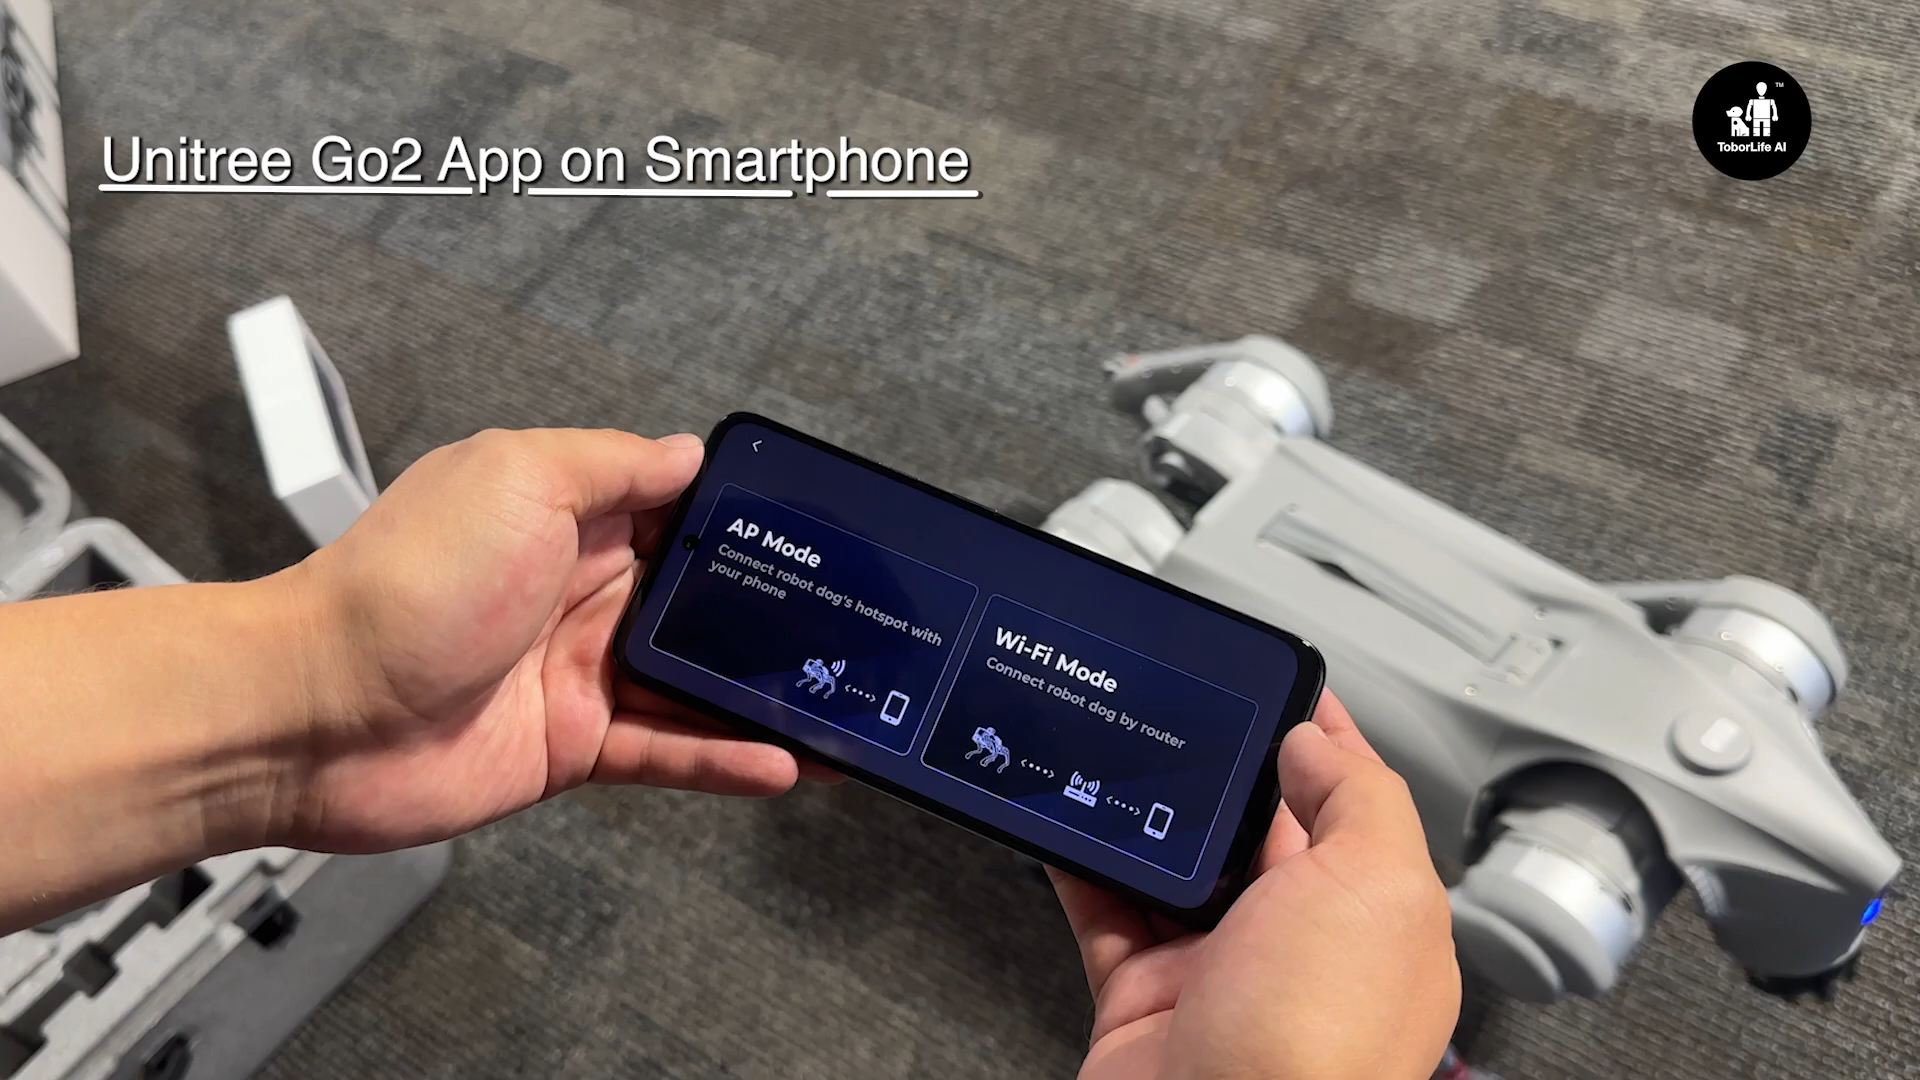 Unitree Go2 App on Smartphone
TM
ToborLife AI
AP Mode
Connect robot dog's hotspot with
your phone
Wi-Fi Mode
Connect robot dog by router